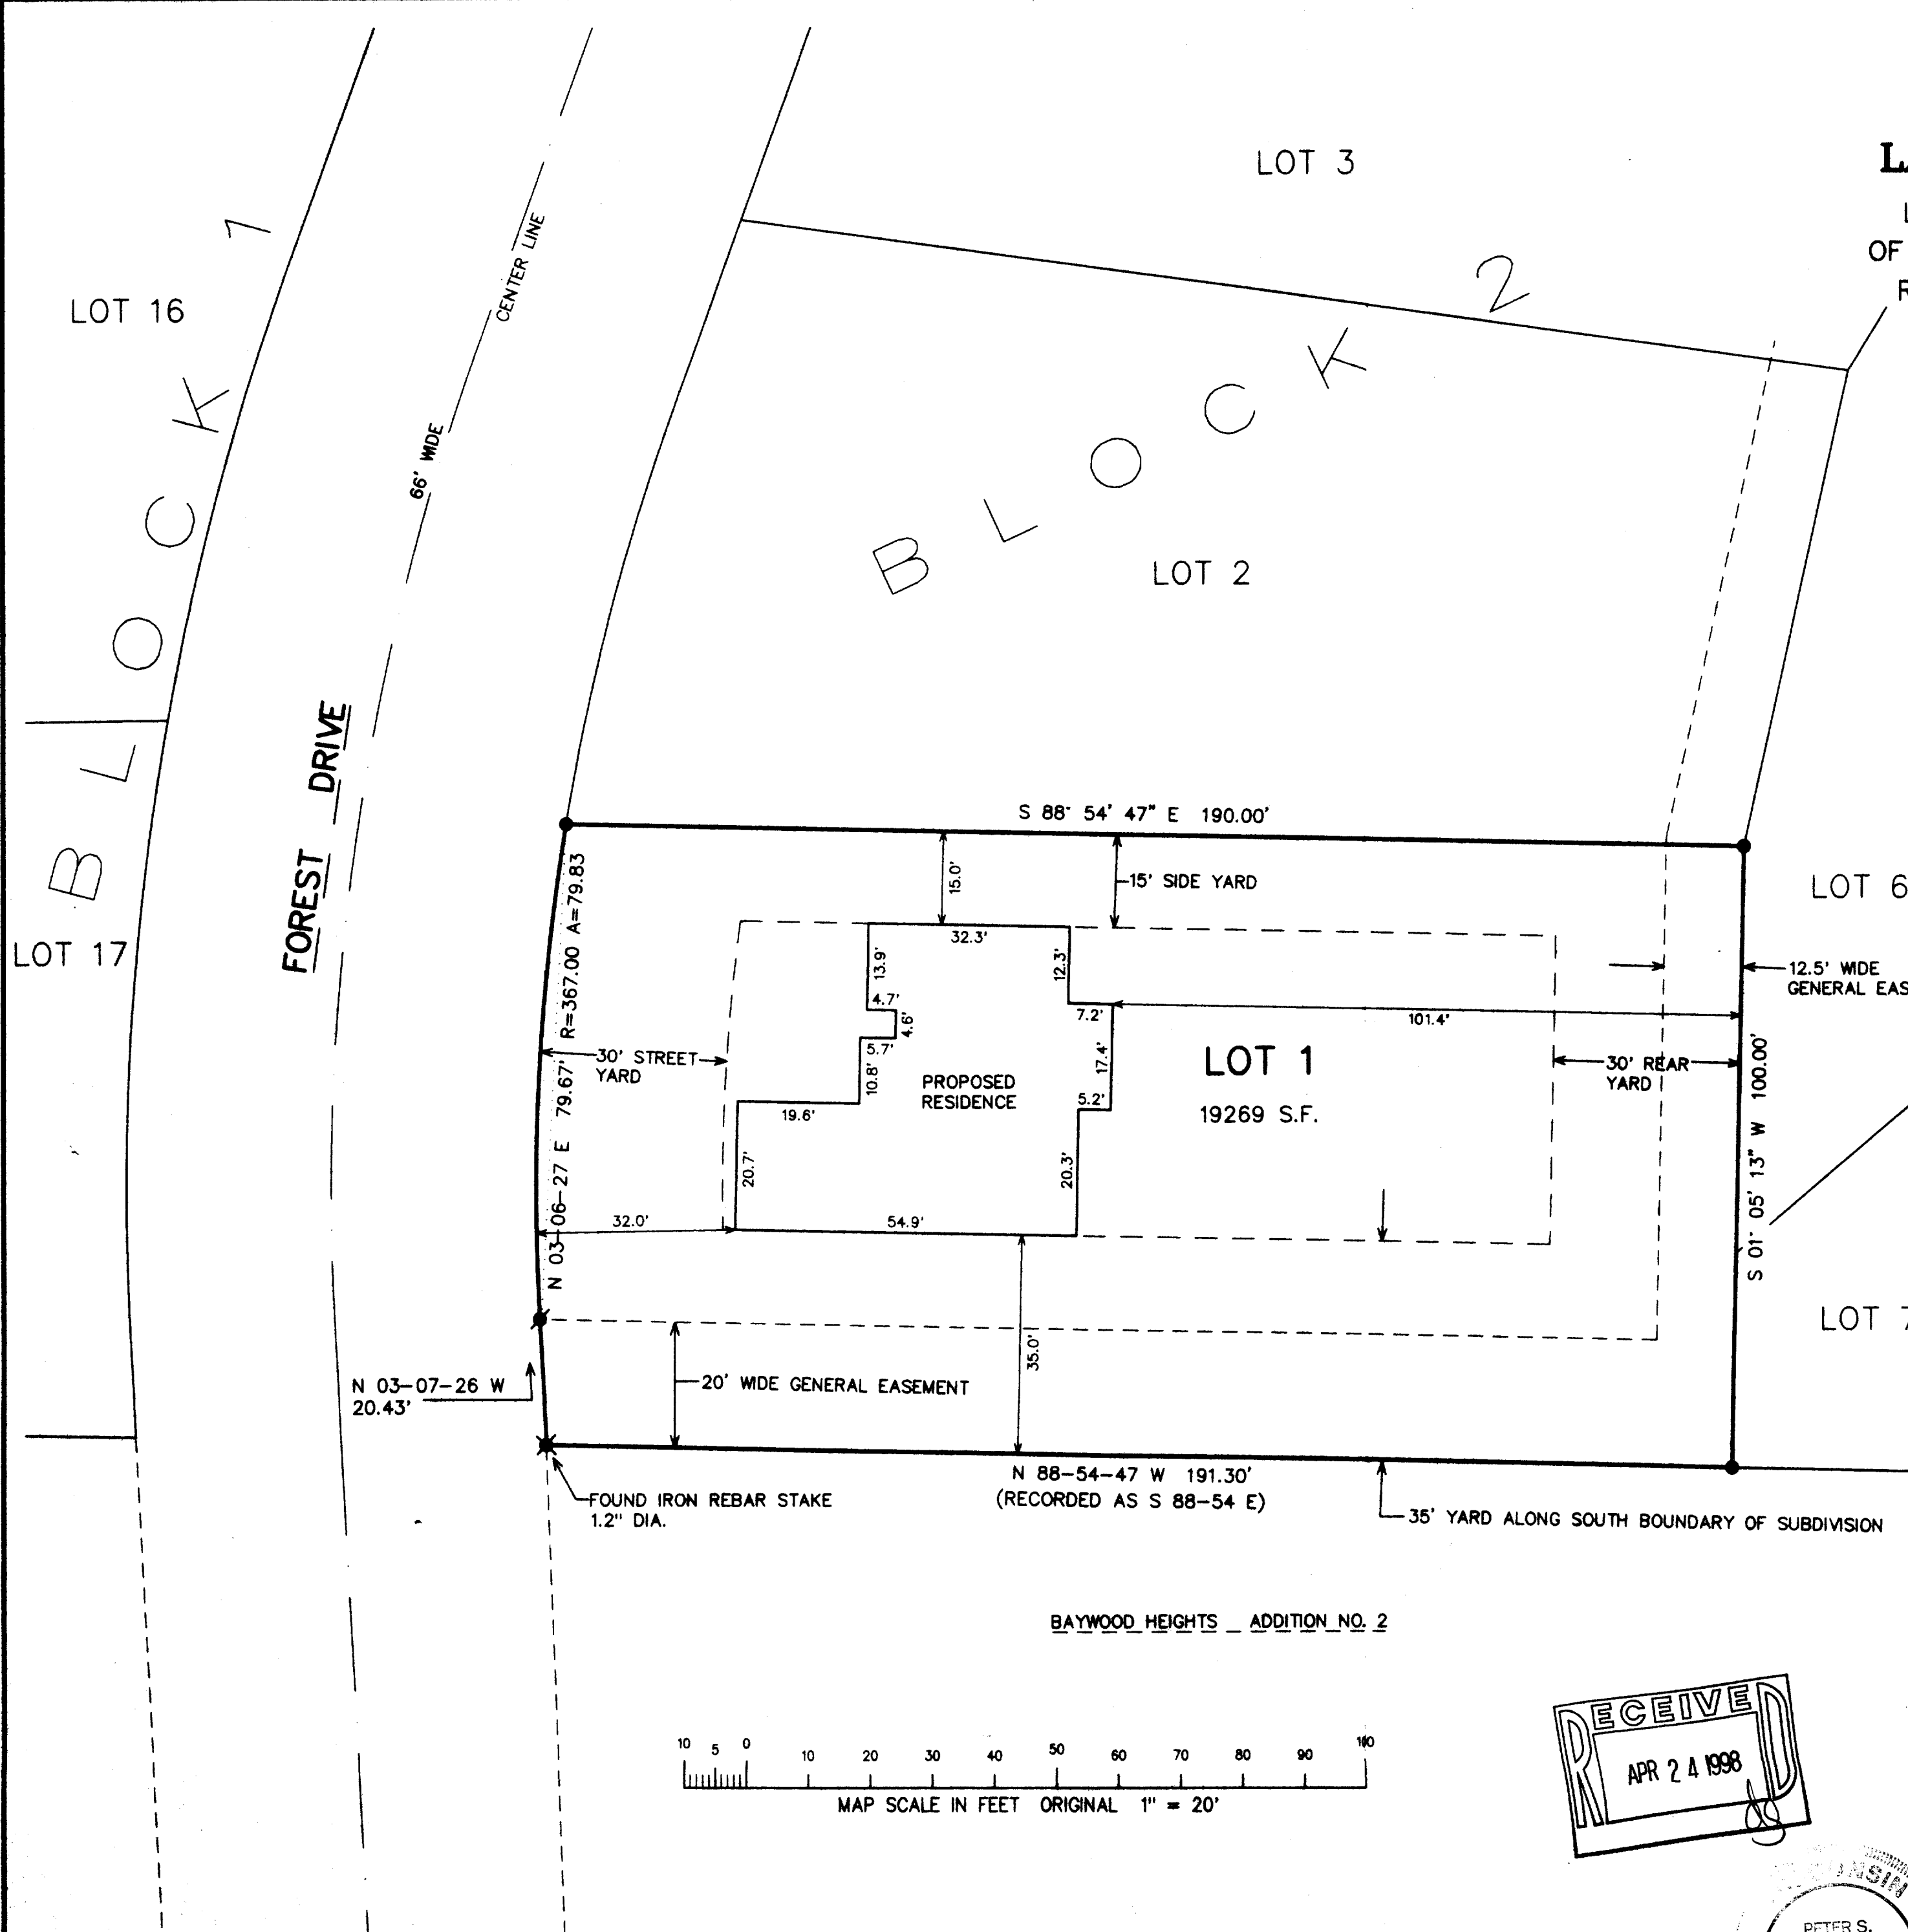 LOT 3
OF
LOT 16
BLOCK 1
CENTER LINE
66' WIDE
BLOCK 2
LOT 2
FOREST DRIVE
LOT 17
S 88° 54' 47" E 190.00'
R=367.00 A=79.83
N 03-06-27 E 79.67'
15.0'
15' SIDE YARD
LOT 6
32.3'
13.9'
12.3'
12.5' WIDE
GENERAL EAS
4.7'
4.6'
7.2'
101.4'
5.7'
30' STREET
YARD
10.8'
PROPOSED
RESIDENCE
17.4'
LOT 1
19269 S.F.
30' REAR
YARD
S 01° 05' 13" W 100.00'
19.6'
5.2'
20.7'
20.3'
32.0'
54.9'
LOT 7
35.0'
N 03-07-26 W
20.43'
20' WIDE GENERAL EASEMENT
FOUND IRON REBAR STAKE
1.2" DIA.
N 88-54-47 W 191.30'
(RECORDED AS S 88-54 E)
35' YARD ALONG SOUTH BOUNDARY OF SUBDIVISION
BAYWOOD HEIGHTS ADDITION NO. 2
10 5 0 10 20 30 40 50 60 70 80 90 100
MAP SCALE IN FEET ORIGINAL 1" = 20'
RECEIVED
APR 24 1998
PETER S.